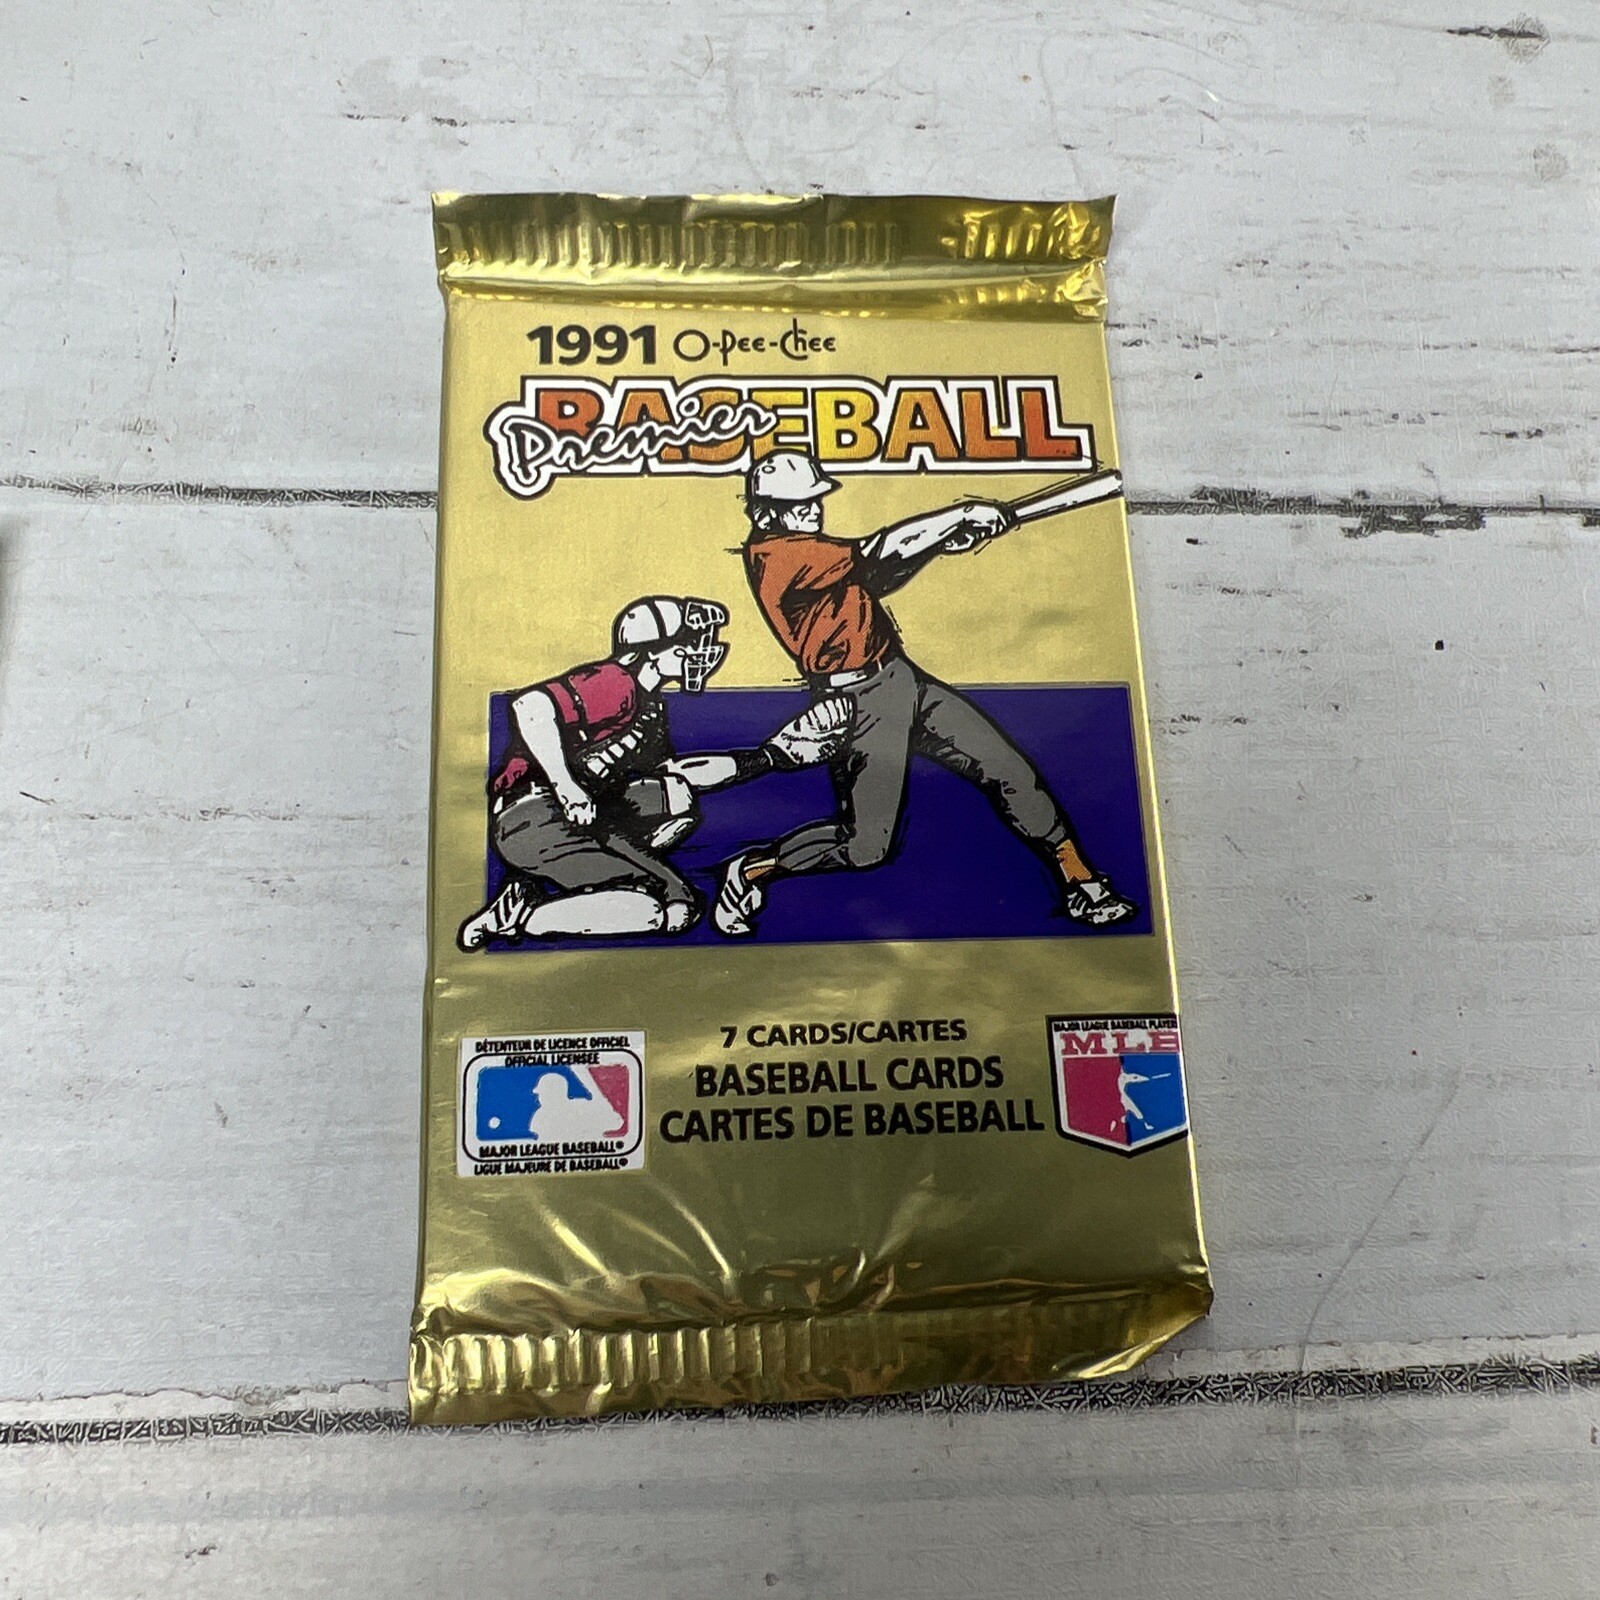 1991 O-Pee-Chee
Premier BASEBALL
7 CARDS/CARTES
BASEBALL CARDS
CARTES DE BASEBALL
DÉTENTEUR DE LICENCE OFFICIEL
OFFICIAL LICENSEE
MAJOR LEAGUE BASEBALL®
LIGUE MAJEURE DE BASEBALL®
MAJOR LEAGUE BASEBALL PLAYERS
MLB